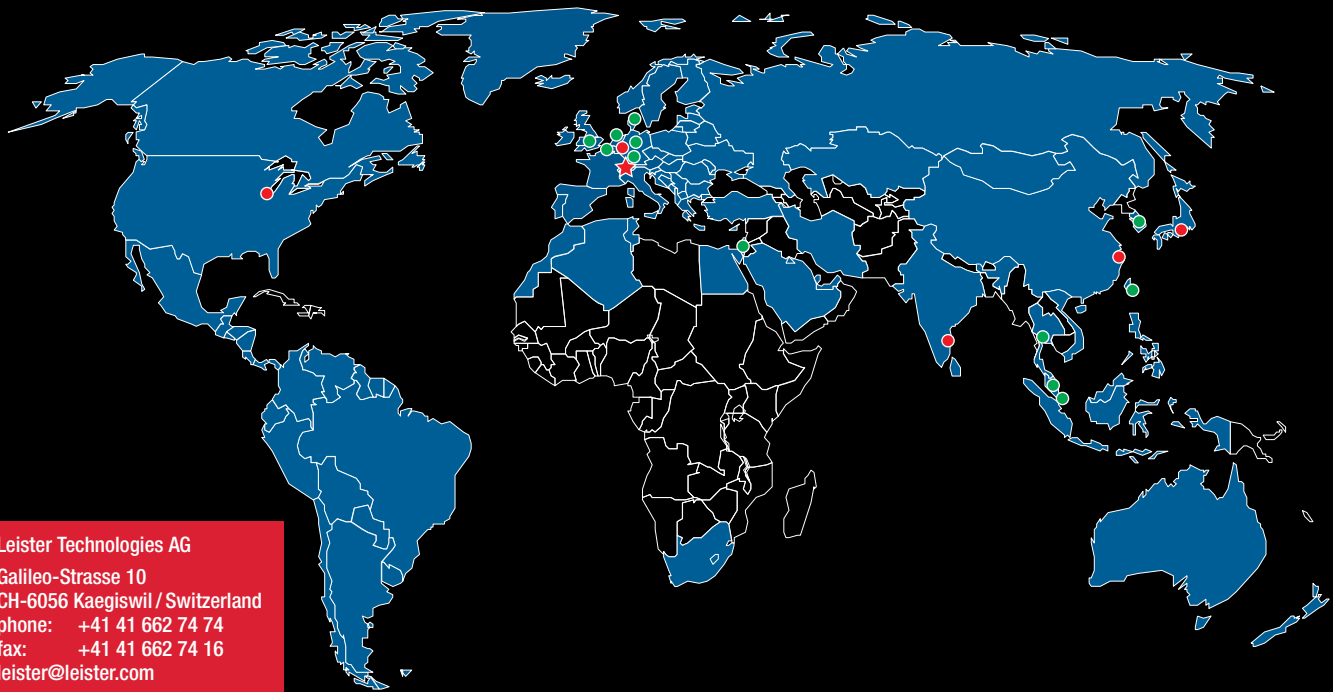 Leister Technologies AG
Galileo-Strasse 10
CH-6056 Kaegiswil / Switzerland
phone: +41 41 662 74 74
fax: +41 41 662 74 16
leister@leister.com